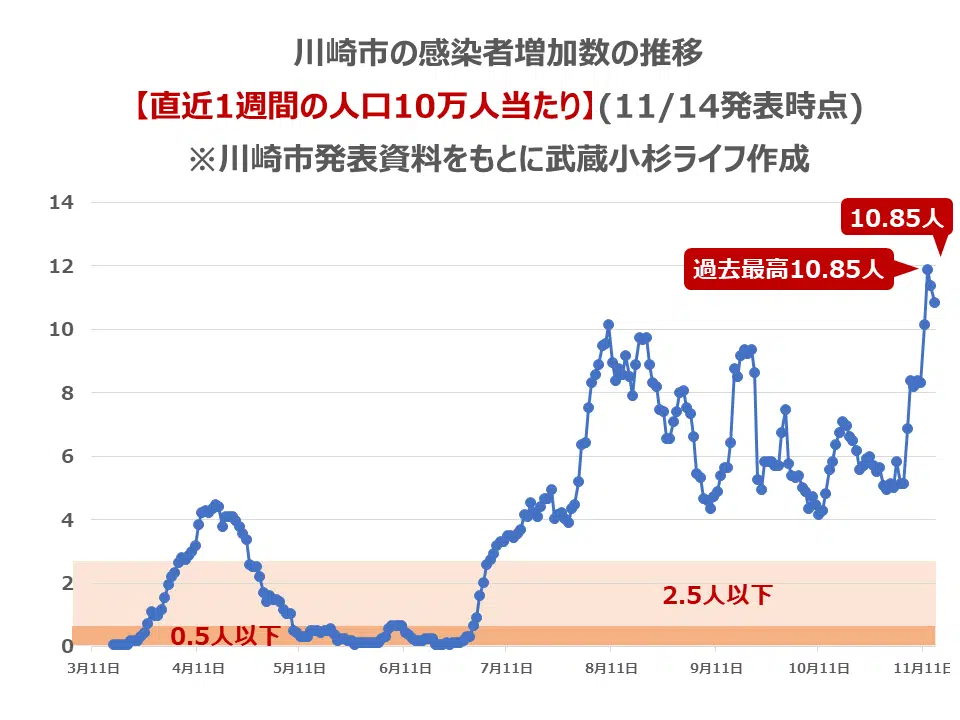 川崎市の感染者増加数の推移
【直近1週間の人口10万人当たり】(11/14発表時点)
※川崎市発表資料をもとに武蔵小杉ライフ作成
14
10.85人
12
過去最高10.85人
10
8
6
4
2
2.5人以下
0.5人以下
0
3月11日 4月11日 5月11日 6月11日 7月11日 8月11日 9月11日 10月11日 11月11日